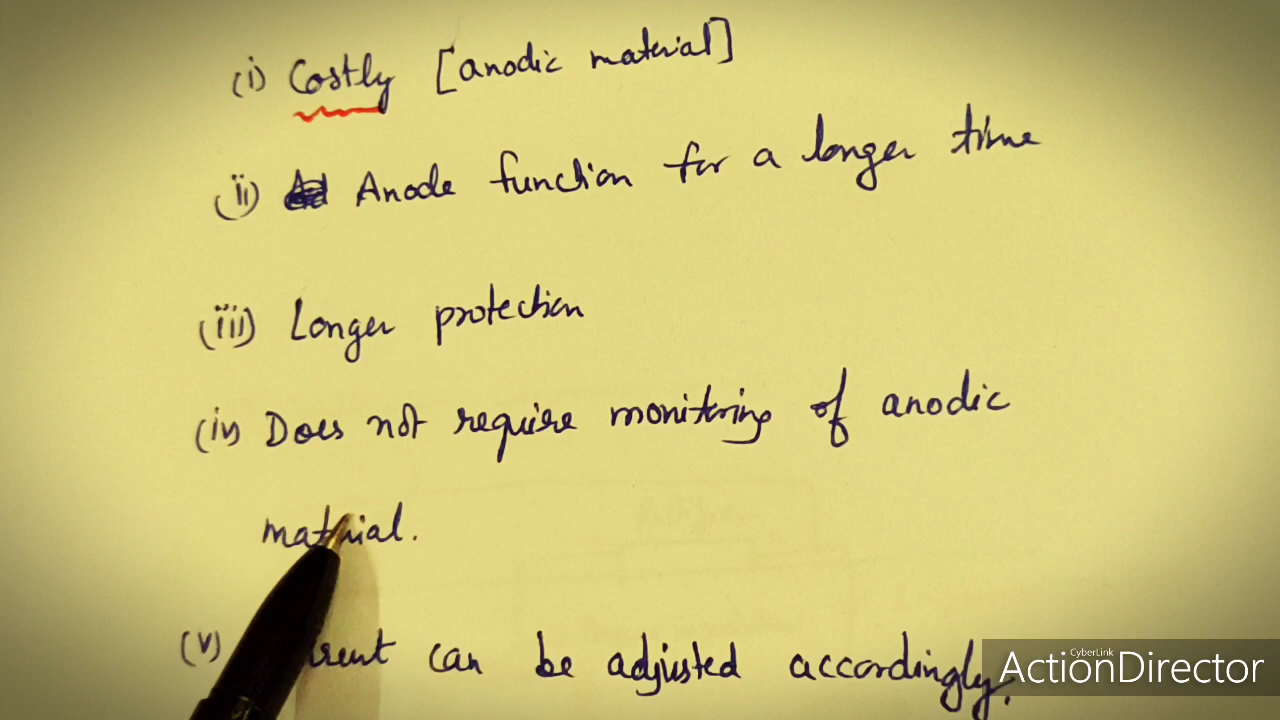 (i) Costly [anodic material]
(ii) Anode function for a longer time
(iii) Longer protection
(iv) Does not require monitoring of anodic
material.
(v) can be adjusted accordingly.
CyberLink
ActionDirector